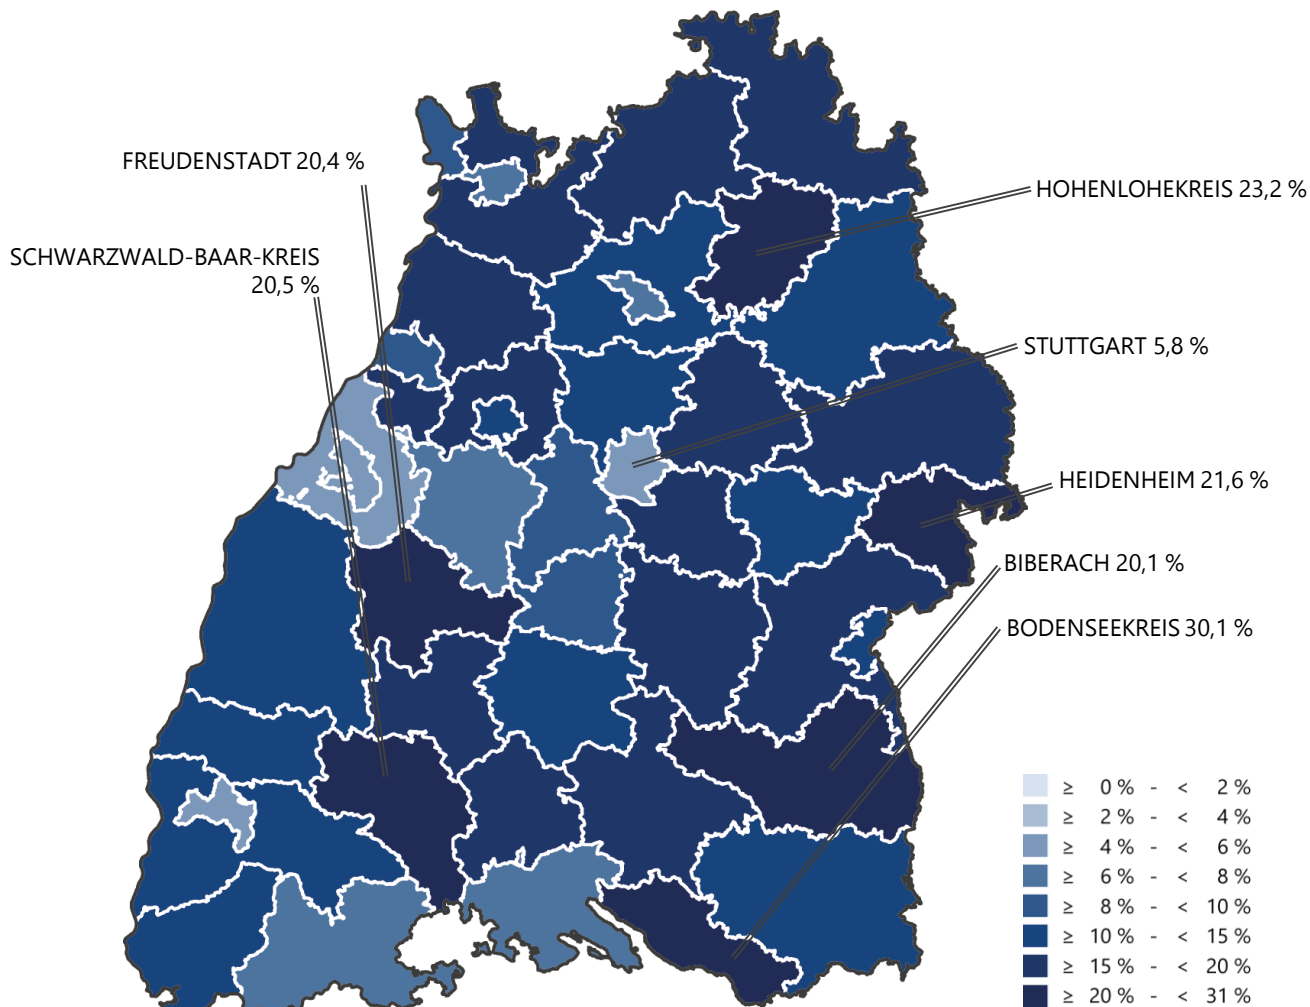 FREUDENSTADT 20,4 %
HOHENLOHEKREIS 23,2 %
SCHWARZWALD-BAAR-KREIS
20,5 %
STUTTGART 5,8 %
HEIDENHEIM 21,6 %
BIBERACH 20,1 %
BODENSEEKREIS 30,1 %
≥ 0 % - < 2 %
≥ 2 % - < 4 %
≥ 4 % - < 6 %
≥ 6 % - < 8 %
≥ 8 % - < 10 %
≥ 10 % - < 15 %
≥ 15 % - < 20 %
≥ 20 % - < 31 %